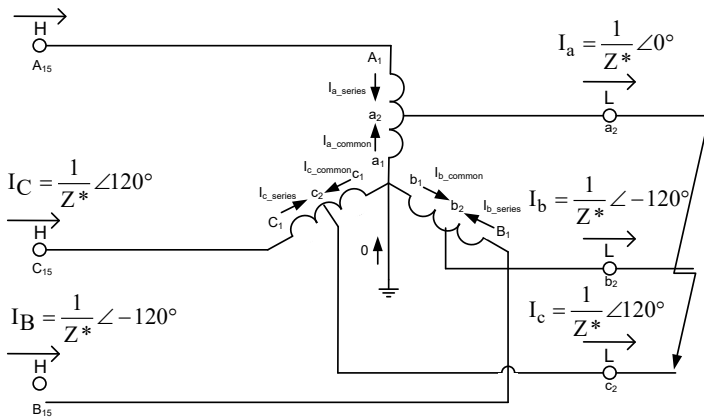 H
A15
A1
Ia_series
a2
Ia_common
a1
Ia = 1/Z* ∠0°
L
a2
IC = 1/Z* ∠120°
H
C15
Ic_common
c1
Ic_series
c2
C1
b1
Ib_common
b2
Ib_series
B1
0
Ib = 1/Z* ∠-120°
L
b2
IB = 1/Z* ∠-120°
H
B15
Ic = 1/Z* ∠120°
L
c2